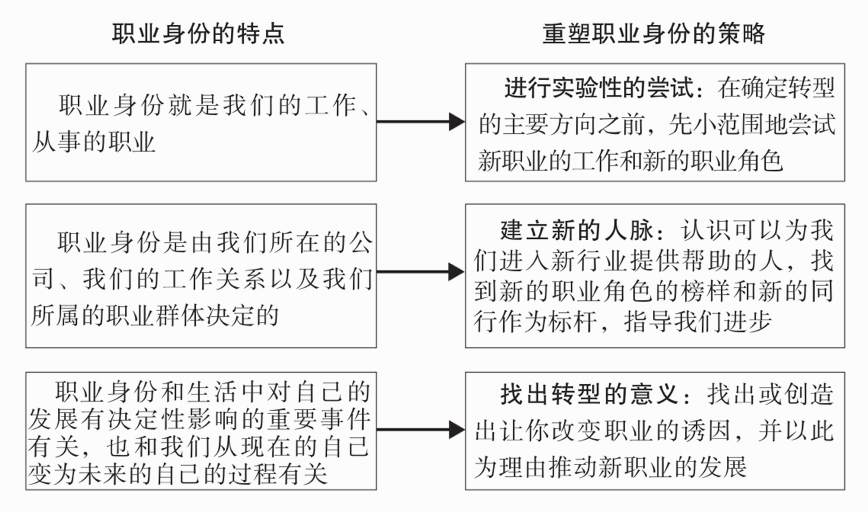 职业身份的特点
重塑职业身份的策略
职业身份就是我们的工作、
从事的职业
进行实验性的尝试：在确定转型
的主要方向之前，先小范围地尝试
新职业的工作和新的职业角色
职业身份是由我们所在的公
司、我们的工作关系以及我们
所属的职业群体决定的
建立新的人脉：认识可以为我
们进入新行业提供帮助的人，找
到新的职业角色的榜样和新的同
行作为标杆，指导我们进步
职业身份和生活中对自己的
发展有决定性影响的重要事件
有关，也和我们从现在的自己
变为未来的自己的过程有关
找出转型的意义：找出或创造
出让你改变职业的诱因，并以此
为理由推动新职业的发展